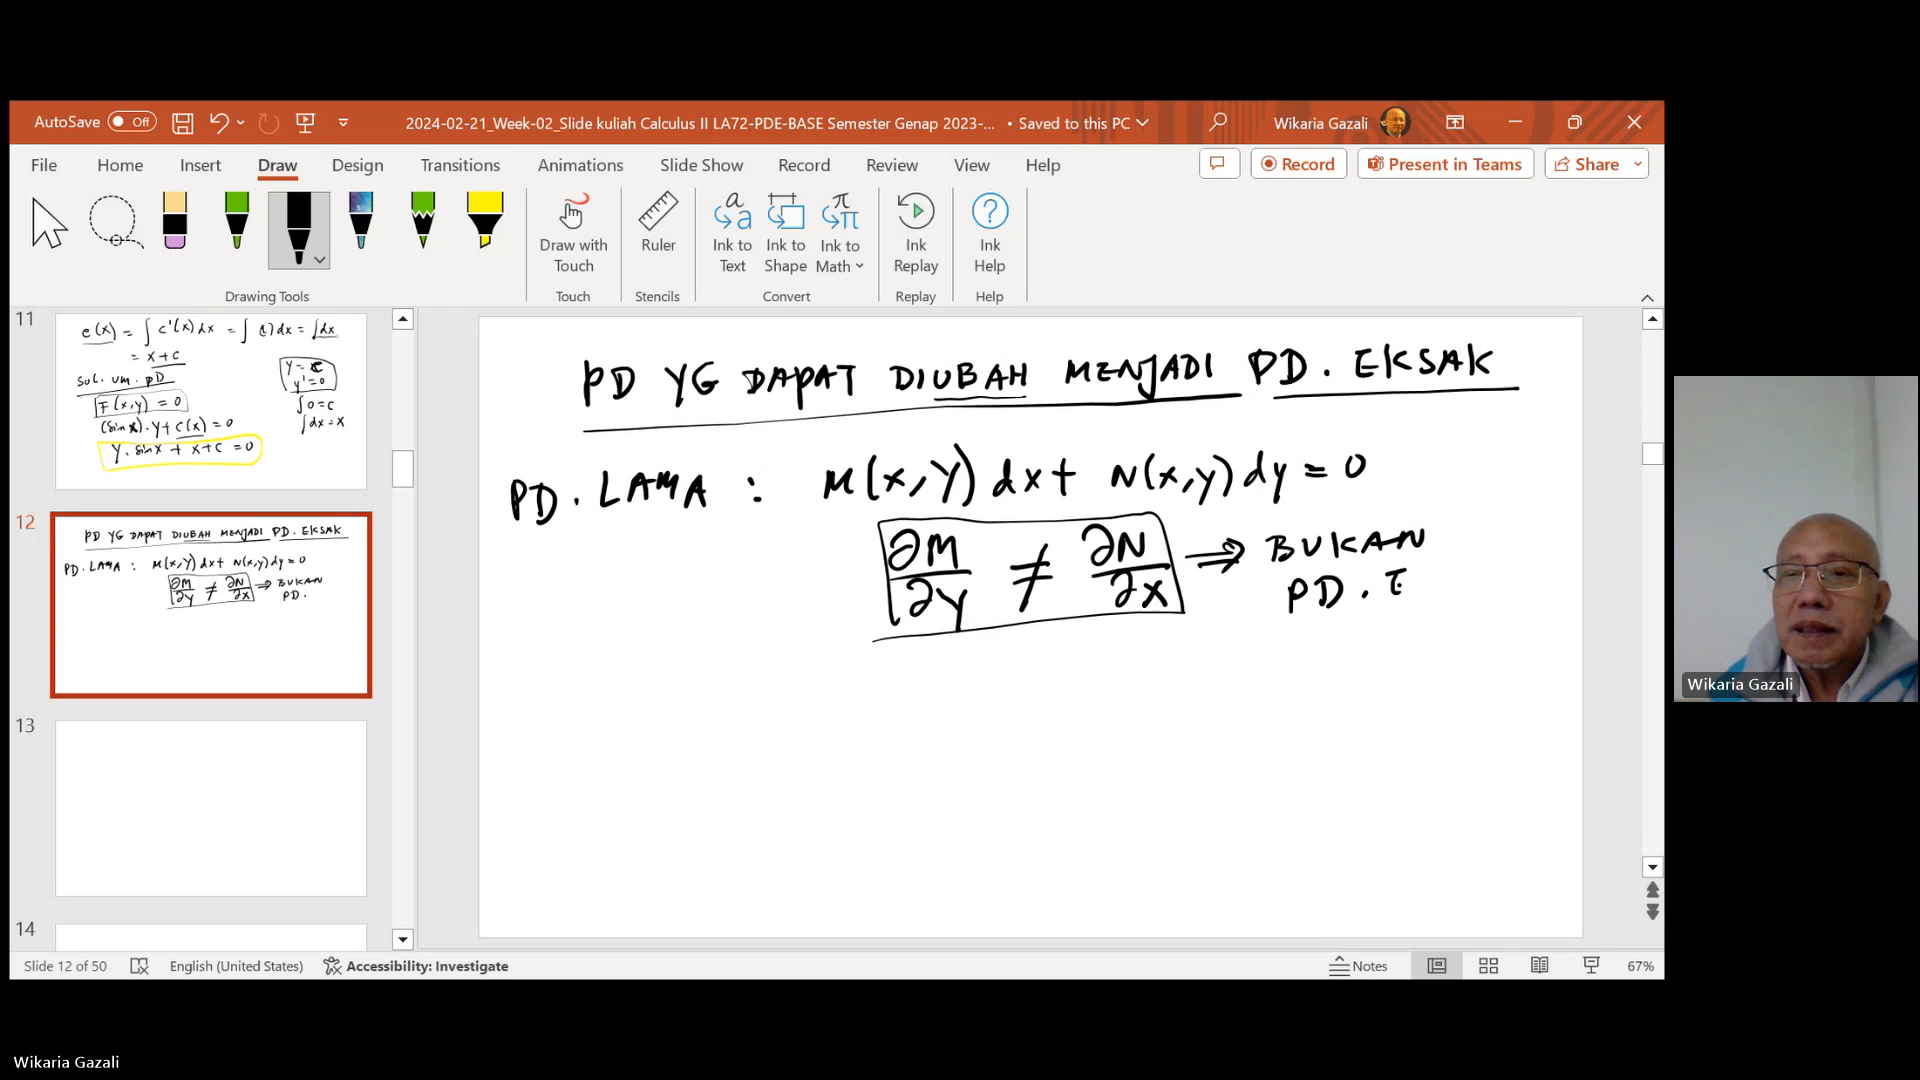 AutoSave Off
2024-02-21_Week-02_Slide kuliah Calculus II LA72-PDE-BASE Semester Genap 2023-... • Saved to this PC
Wikaria Gazali
File Home Insert Draw Design Transitions Animations Slide Show Record Review View Help
Record
Present in Teams
Share
Draw with Touch
Ruler
Ink to Text
Ink to Shape
Ink to Math
Ink Replay
Ink Help
Drawing Tools
Touch
Stencils
Convert
Replay
Help
11
c(x) = ∫ c'(x) dx = ∫ (1) dx = ∫dx
= x+c
sol. um. PD
F(x,y) = 0
(sin x). y + c(x) = 0
y. sin x + x+c = 0
y'=0
∫0=c
∫dx=x
12
PD YG DAPAT DIUBAH MENJADI PD. EKSAK
PD. LAMA : M(x,y) dx + N(x,y) dy = 0
∂M/∂y ≠ ∂N/∂x ⇒ BUKAN
PD.
13
14
PD YG DAPAT DIUBAH MENJADI PD. EKSAK
PD. LAMA : M(x,y) dx + N(x,y) dy = 0
∂M/∂y ≠ ∂N/∂x ⇒ BUKAN
PD. E
Slide 12 of 50
English (United States)
Accessibility: Investigate
Notes
67%
Wikaria Gazali
Wikaria Gazali